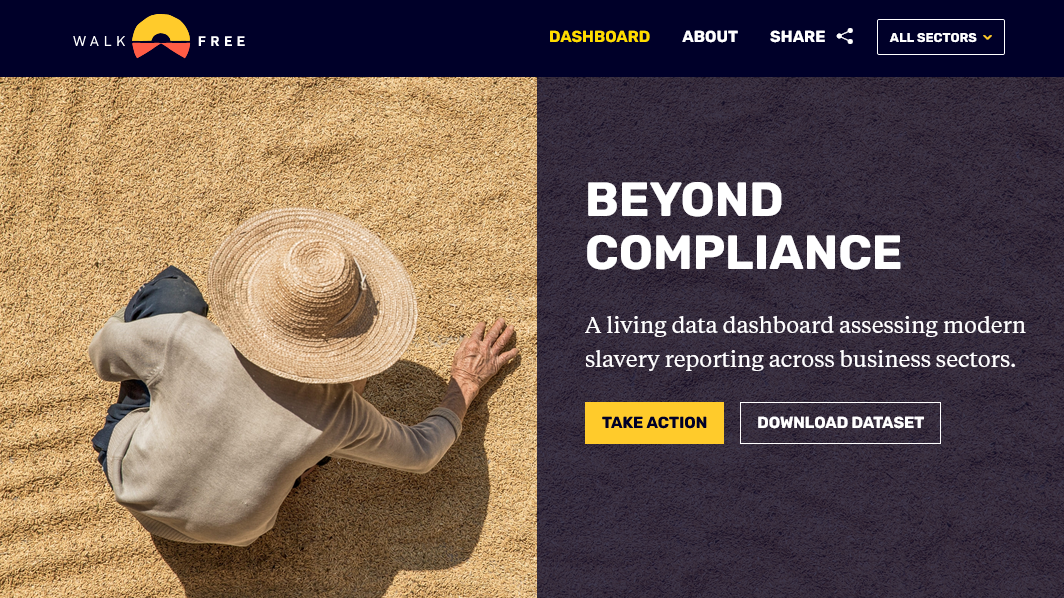 WALK FREE
DASHBOARD
ABOUT
SHARE
ALL SECTORS
BEYOND
COMPLIANCE
A living data dashboard assessing modern
slavery reporting across business sectors.
TAKE ACTION
DOWNLOAD DATASET